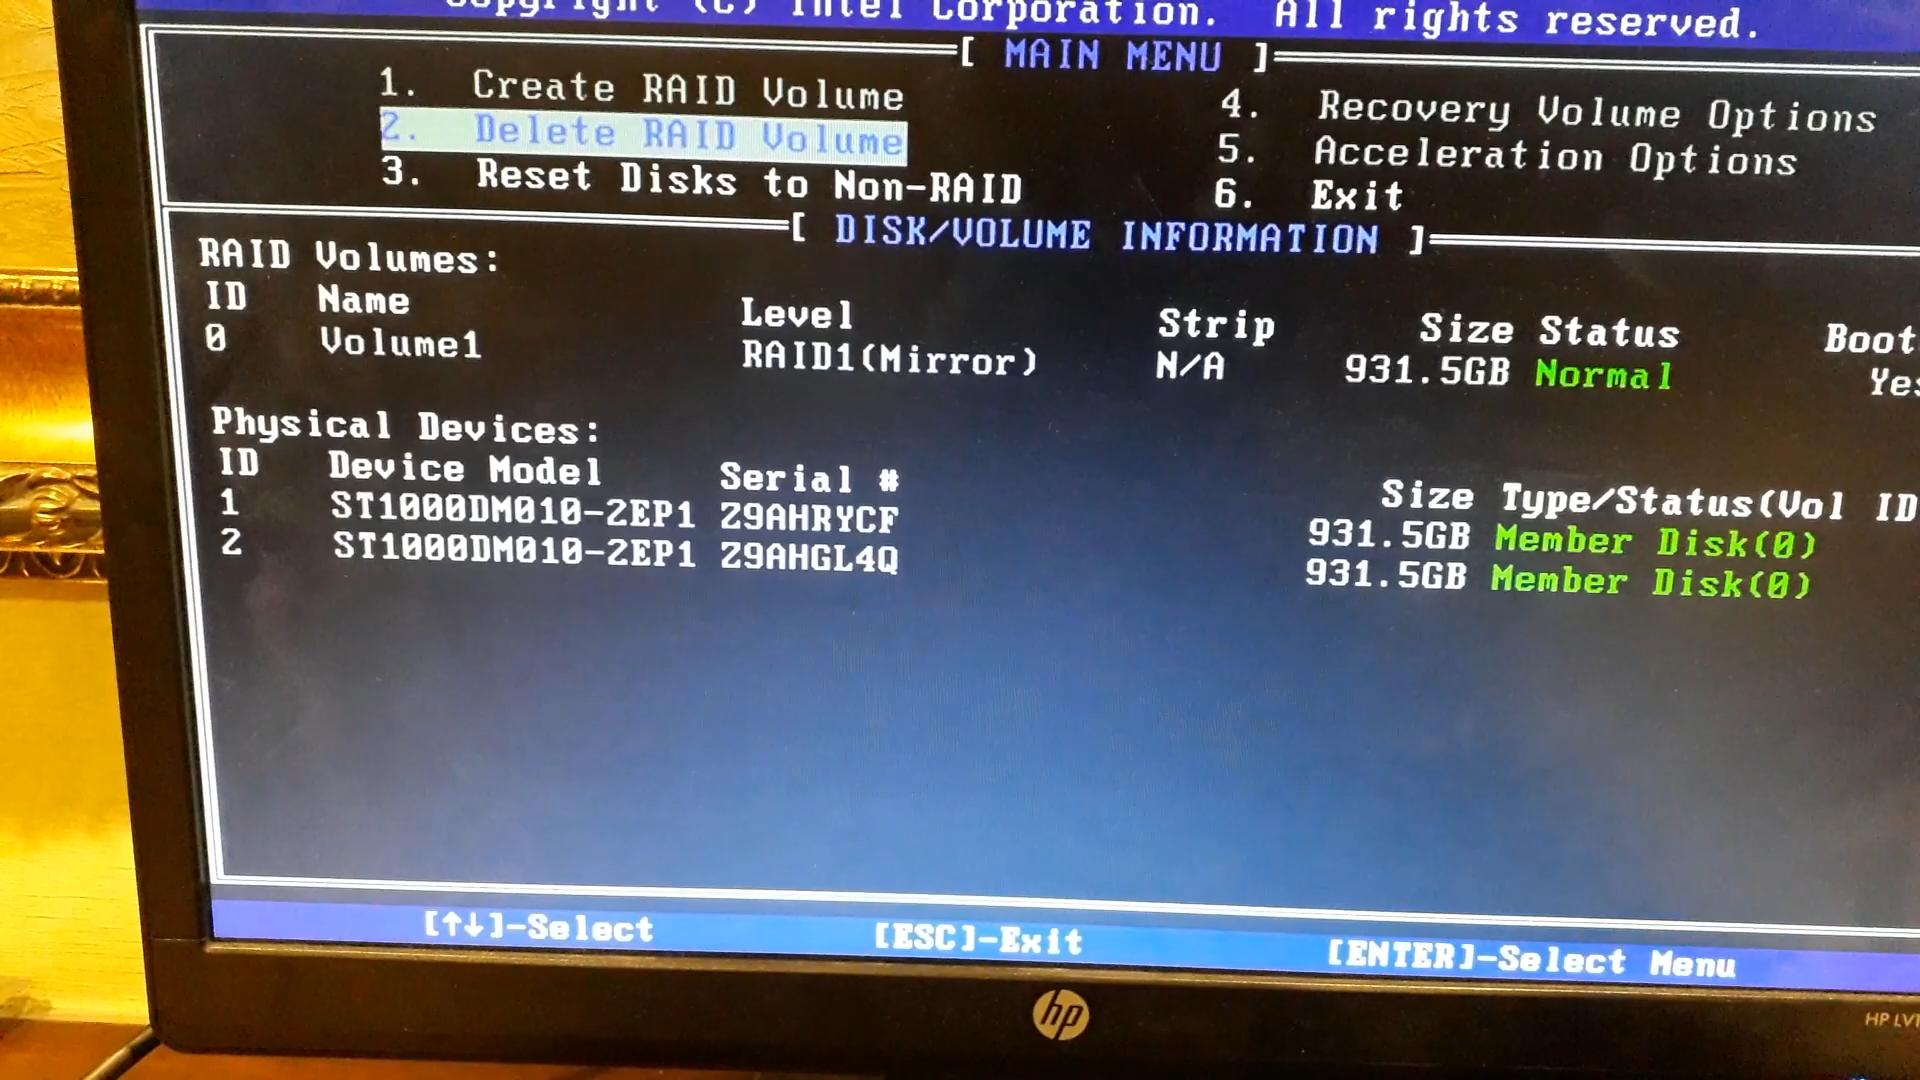 Copyright (C) Intel Corporation. All rights reserved.
[ MAIN MENU ]
1. Create RAID Volume
2. Delete RAID Volume
3. Reset Disks to Non-RAID
4. Recovery Volume Options
5. Acceleration Options
6. Exit
[ DISK/VOLUME INFORMATION ]
RAID Volumes:
ID Name Level Strip Size Status Boot
0 Volume1 RAID1(Mirror) N/A 931.5GB Normal Yes
Physical Devices:
ID Device Model Serial # Size Type/Status(Vol ID
1 ST1000DM010-2EP1 Z9AHRYCF 931.5GB Member Disk(0)
2 ST1000DM010-2EP1 Z9AHGL4Q 931.5GB Member Disk(0)
[↑↓]-Select [ESC]-Exit [ENTER]-Select Menu
hp
HP LV1